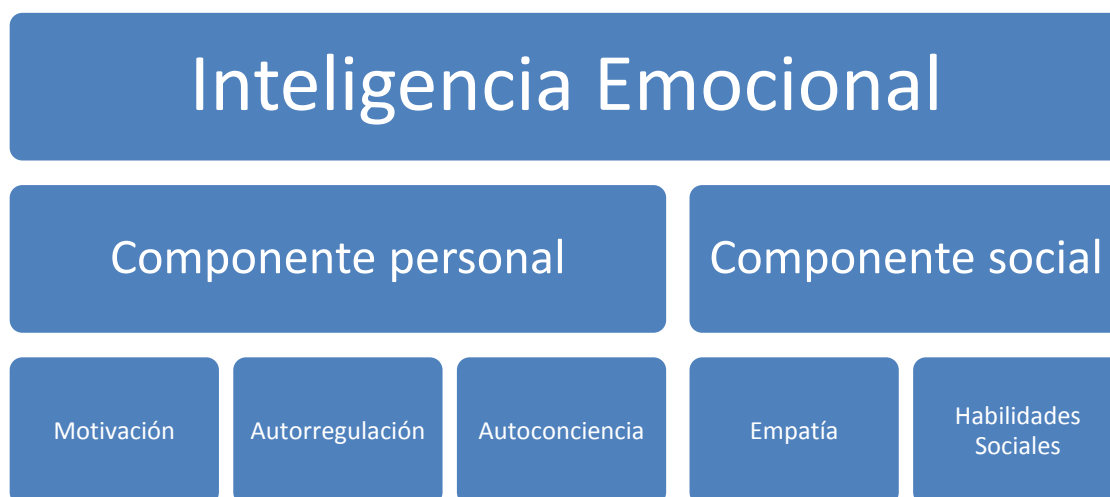 Inteligencia Emocional
Componente personal
Componente social
Motivación
Autorregulación
Autoconciencia
Empatía
Habilidades
Sociales